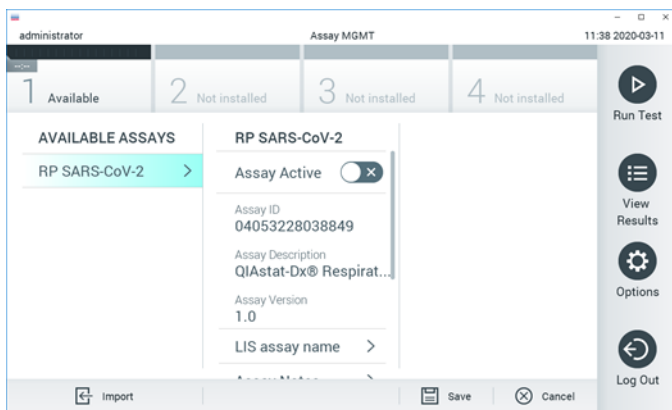 administrator Assay MGMT 11:38 2020-03-11
--:--
1 Available 2 Not installed 3 Not installed 4 Not installed
Run Test
AVAILABLE ASSAYS
RP SARS-CoV-2
RP SARS-CoV-2
Assay Active
Assay ID
04053228038849
Assay Description
QIAstat-Dx® Respirat...
Assay Version
1.0
LIS assay name
View
Results
Options
Log Out
Import Save Cancel